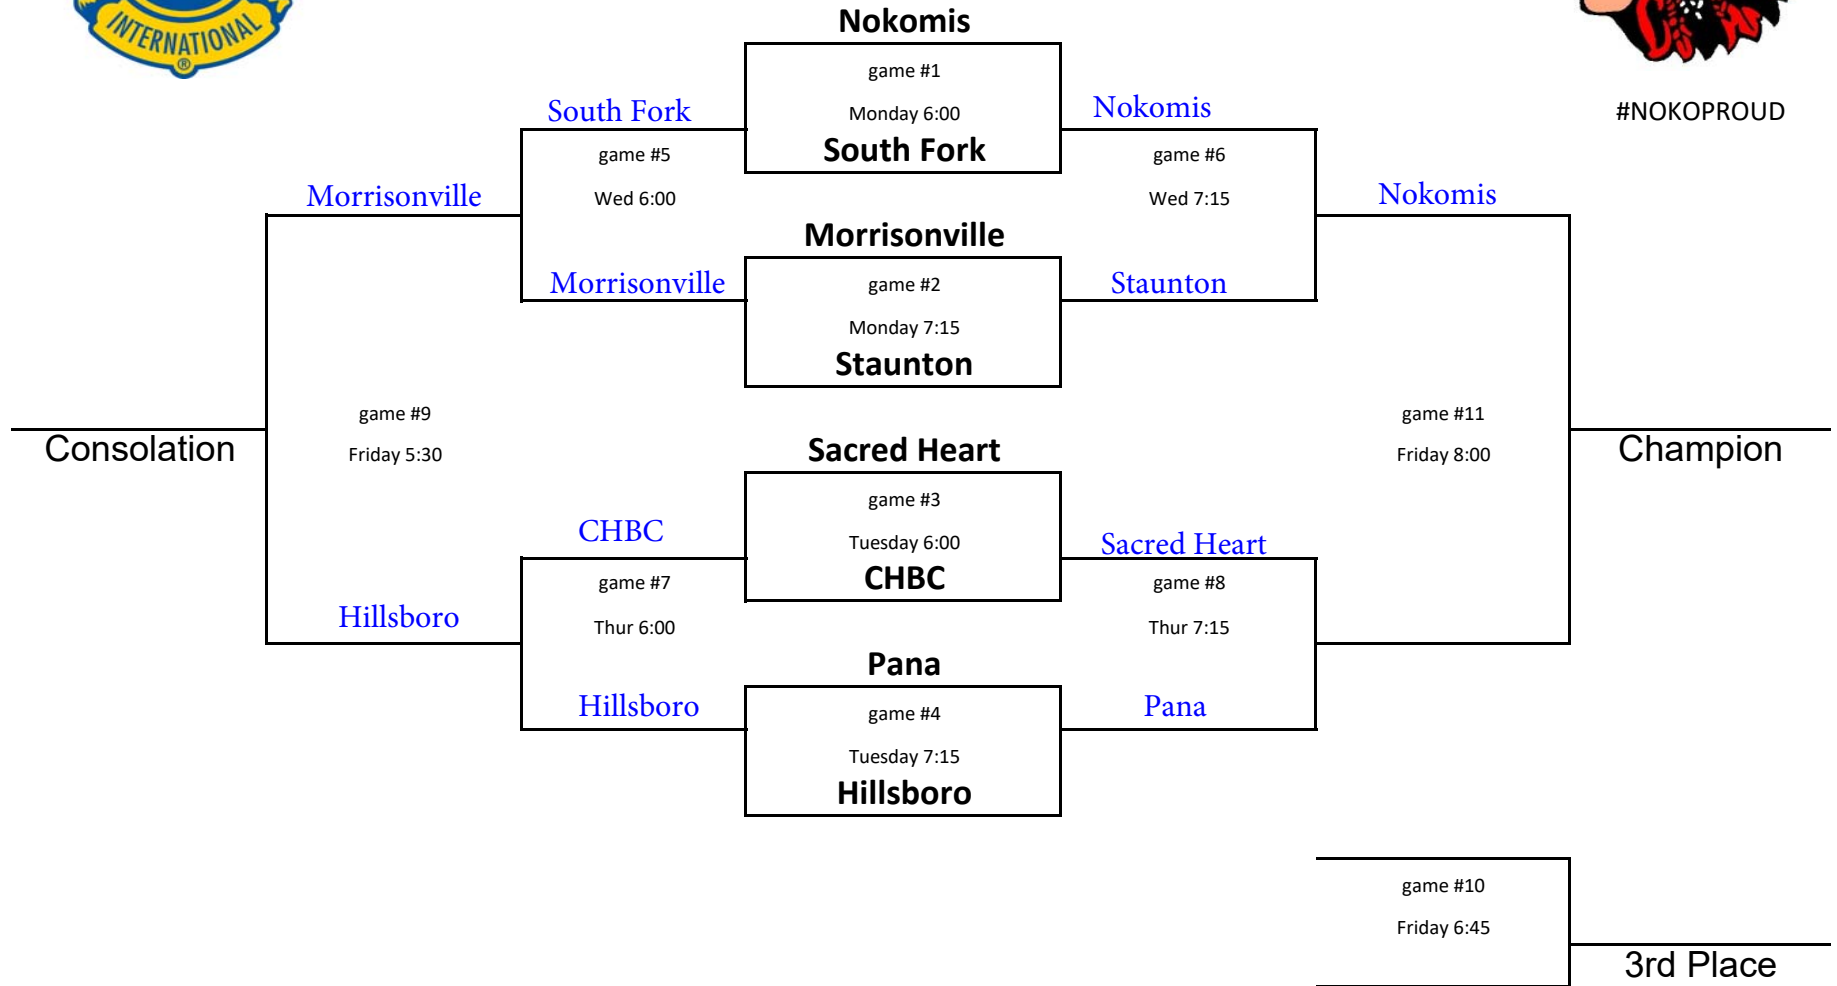 INTERNATIONAL
®
#NOKOPROUD
Nokomis
game #1
Monday 6:00
South Fork
South Fork
Nokomis
game #5
Wed 6:00
game #6
Wed 7:15
Morrisonville
Nokomis
Morrisonville
game #2
Monday 7:15
Staunton
Morrisonville
Staunton
game #9
Friday 5:30
Consolation
game #11
Friday 8:00
Champion
Sacred Heart
game #3
Tuesday 6:00
CHBC
CHBC
Sacred Heart
game #7
Thur 6:00
game #8
Thur 7:15
Hillsboro
Pana
game #4
Tuesday 7:15
Hillsboro
Hillsboro
Pana
game #10
Friday 6:45
3rd Place